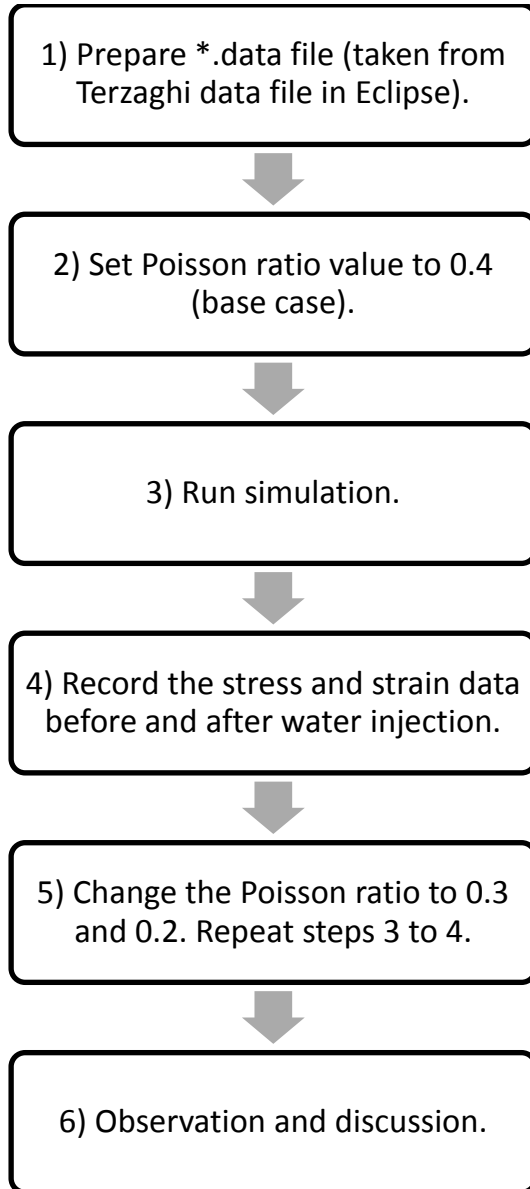 1) Prepare *.data file (taken from
Terzaghi data file in Eclipse).
2) Set Poisson ratio value to 0.4
(base case).
3) Run simulation.
4) Record the stress and strain data
before and after water injection.
5) Change the Poisson ratio to 0.3
and 0.2. Repeat steps 3 to 4.
6) Observation and discussion.